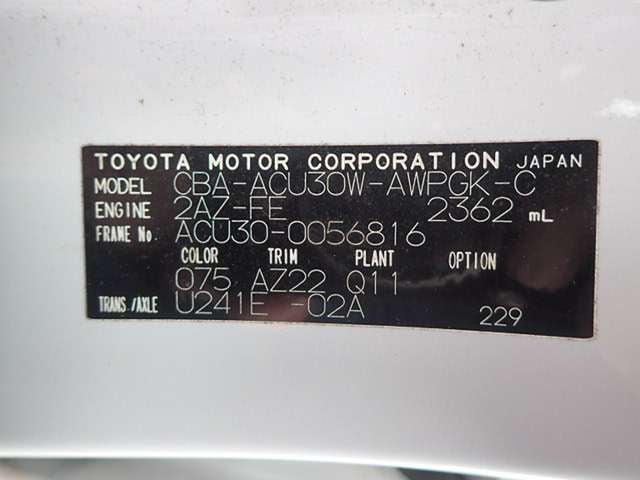 TOYOTA MOTOR CORPORATION JAPAN
MODEL CBA-ACU30W-AWPGK-C
ENGINE 2AZ-FE 2362 mL
FRAME No. ACU30-0056816
COLOR TRIM PLANT OPTION
075 AZ22 Q11
TRANS./AXLE U241E -02A 229